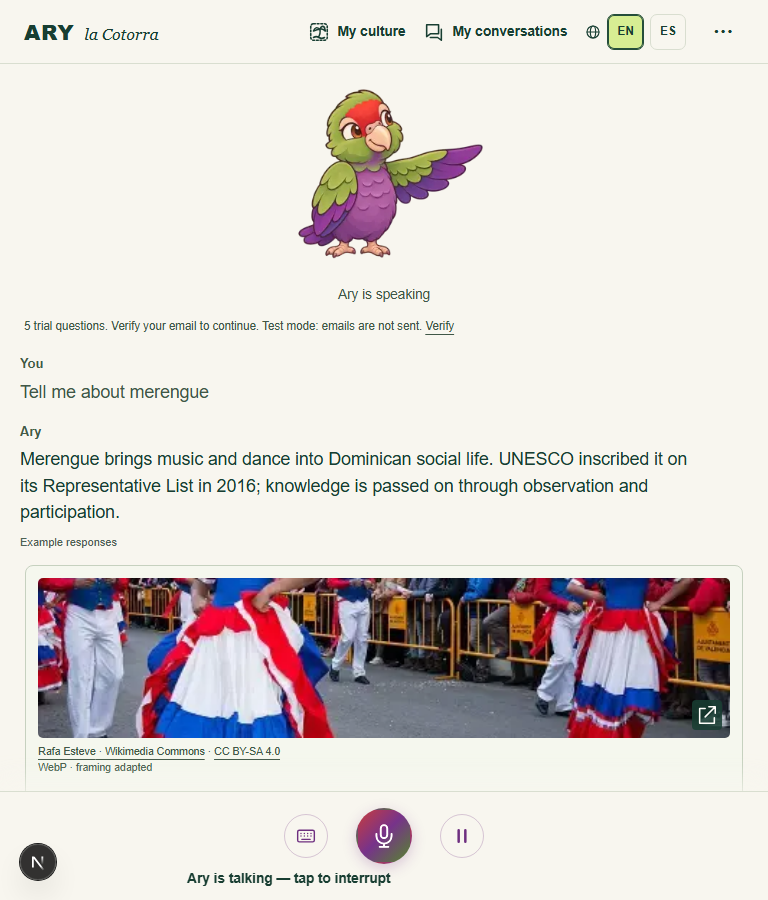 ARY la Cotorra
My culture
My conversations
EN
ES
Ary is speaking
5 trial questions. Verify your email to continue. Test mode: emails are not sent. Verify
You
Tell me about merengue
Ary
Merengue brings music and dance into Dominican social life. UNESCO inscribed it on
its Representative List in 2016; knowledge is passed on through observation and
participation.
Example responses
Rafa Esteve · Wikimedia Commons · CC BY-SA 4.0
WebP · framing adapted
N
Ary is talking — tap to interrupt